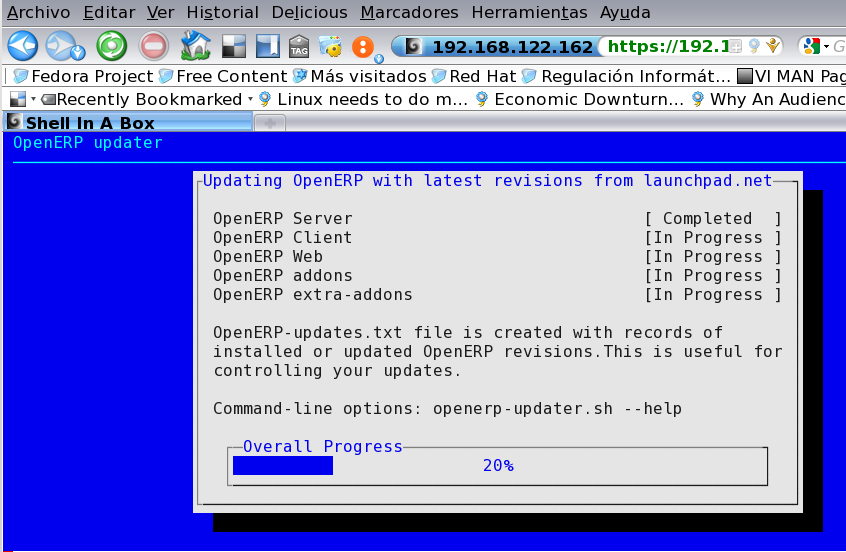 Archivo Editar Ver Historial Delicious Marcadores Herramientas Ayuda
TAG 192.168.122.162 https://192.1
Fedora Project Free Content Más visitados Red Hat Regulación Informát... VI MAN Pag
Recently Bookmarked Linux needs to do m... Economic Downturn... Why An Audienc
Shell In A Box
OpenERP updater
Updating OpenERP with latest revisions from launchpad.net
OpenERP Server [ Completed ]
OpenERP Client [In Progress ]
OpenERP Web [In Progress ]
OpenERP addons [In Progress ]
OpenERP extra-addons [In Progress ]
OpenERP-updates.txt file is created with records of
installed or updated OpenERP revisions.This is useful for
controlling your updates.
Command-line options: openerp-updater.sh --help
Overall Progress
20%